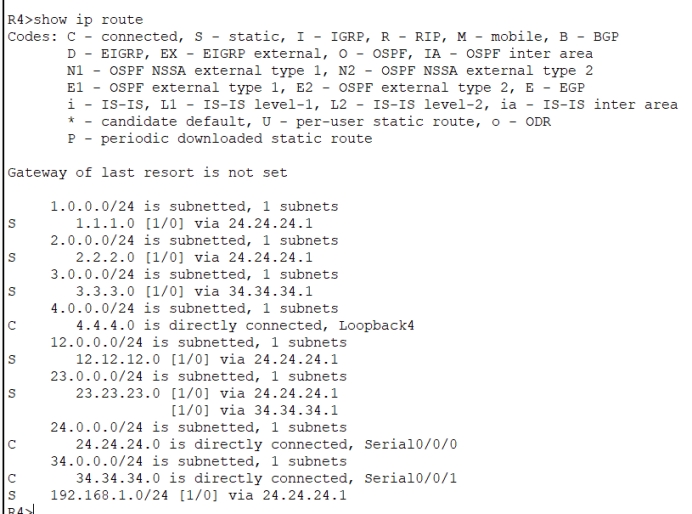 R4>show ip route
Codes: C - connected, S - static, I - IGRP, R - RIP, M - mobile, B - BGP
       D - EIGRP, EX - EIGRP external, O - OSPF, IA - OSPF inter area
       N1 - OSPF NSSA external type 1, N2 - OSPF NSSA external type 2
       E1 - OSPF external type 1, E2 - OSPF external type 2, E - EGP
       i - IS-IS, L1 - IS-IS level-1, L2 - IS-IS level-2, ia - IS-IS inter area
       * - candidate default, U - per-user static route, o - ODR
       P - periodic downloaded static route

Gateway of last resort is not set

     1.0.0.0/24 is subnetted, 1 subnets
S       1.1.1.0 [1/0] via 24.24.24.1
     2.0.0.0/24 is subnetted, 1 subnets
S       2.2.2.0 [1/0] via 24.24.24.1
     3.0.0.0/24 is subnetted, 1 subnets
S       3.3.3.0 [1/0] via 34.34.34.1
     4.0.0.0/24 is subnetted, 1 subnets
C       4.4.4.0 is directly connected, Loopback4
     12.0.0.0/24 is subnetted, 1 subnets
S       12.12.12.0 [1/0] via 24.24.24.1
     23.0.0.0/24 is subnetted, 1 subnets
S       23.23.23.0 [1/0] via 24.24.24.1
                   [1/0] via 34.34.34.1
     24.0.0.0/24 is subnetted, 1 subnets
C       24.24.24.0 is directly connected, Serial0/0/0
     34.0.0.0/24 is subnetted, 1 subnets
C       34.34.34.0 is directly connected, Serial0/0/1
S    192.168.1.0/24 [1/0] via 24.24.24.1
R4>